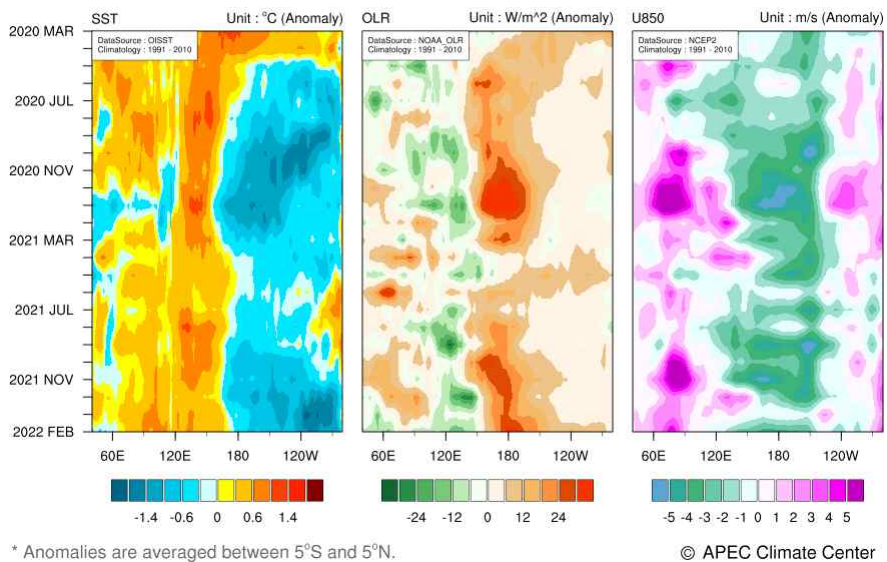 SST Unit : °C (Anomaly)
DataSource : OISST
Climatology : 1991 - 2010
2020 MAR
2020 JUL
2020 NOV
2021 MAR
2021 JUL
2021 NOV
2022 FEB
60E 120E 180 120W
-1.4 -0.6 0 0.6 1.4
OLR Unit : W/m^2 (Anomaly)
DataSource : NOAA_OLR
Climatology : 1991 - 2010
60E 120E 180 120W
-24 -12 0 12 24
U850 Unit : m/s (Anomaly)
DataSource : NCEP2
Climatology : 1991 - 2010
60E 120E 180 120W
-5 -4 -3 -2 -1 0 1 2 3 4 5
* Anomalies are averaged between 5°S and 5°N.
© APEC Climate Center